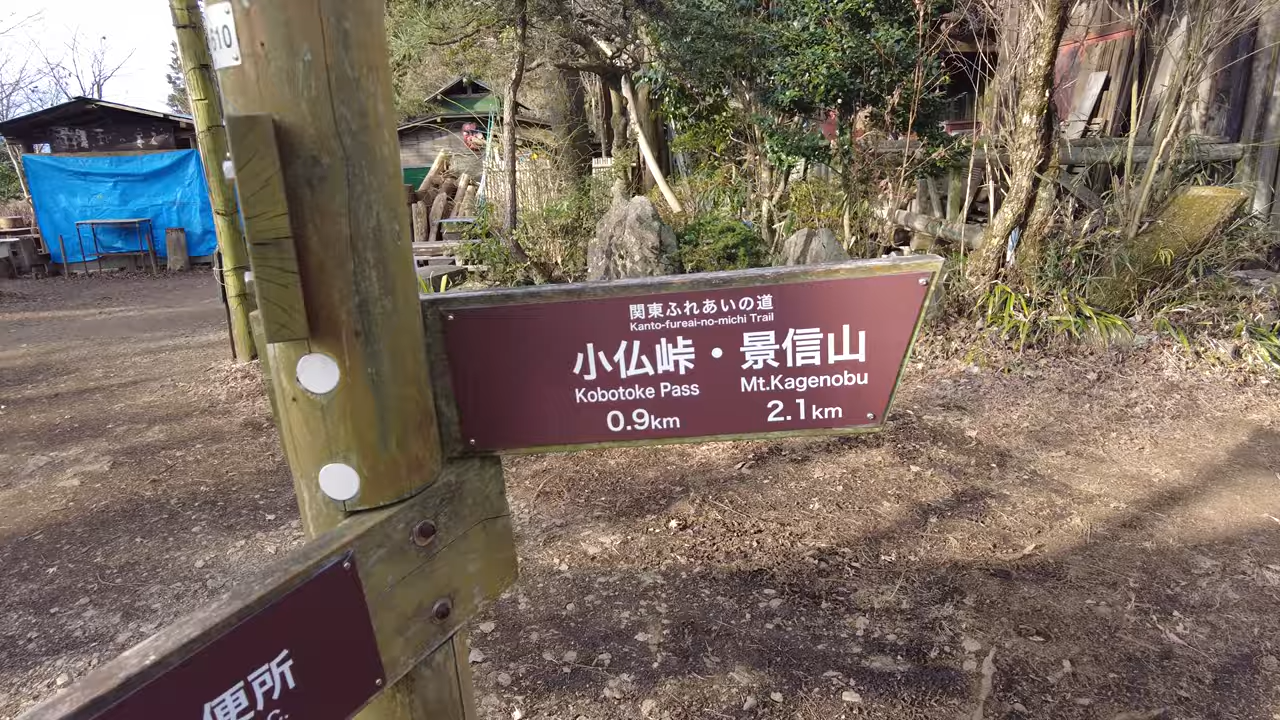 610
関東ふれあいの道
Kanto-fureai-no-michi Trail
小仏峠・景信山
Kobotoke Pass Mt.Kagenobu
0.9km 2.1km
便所